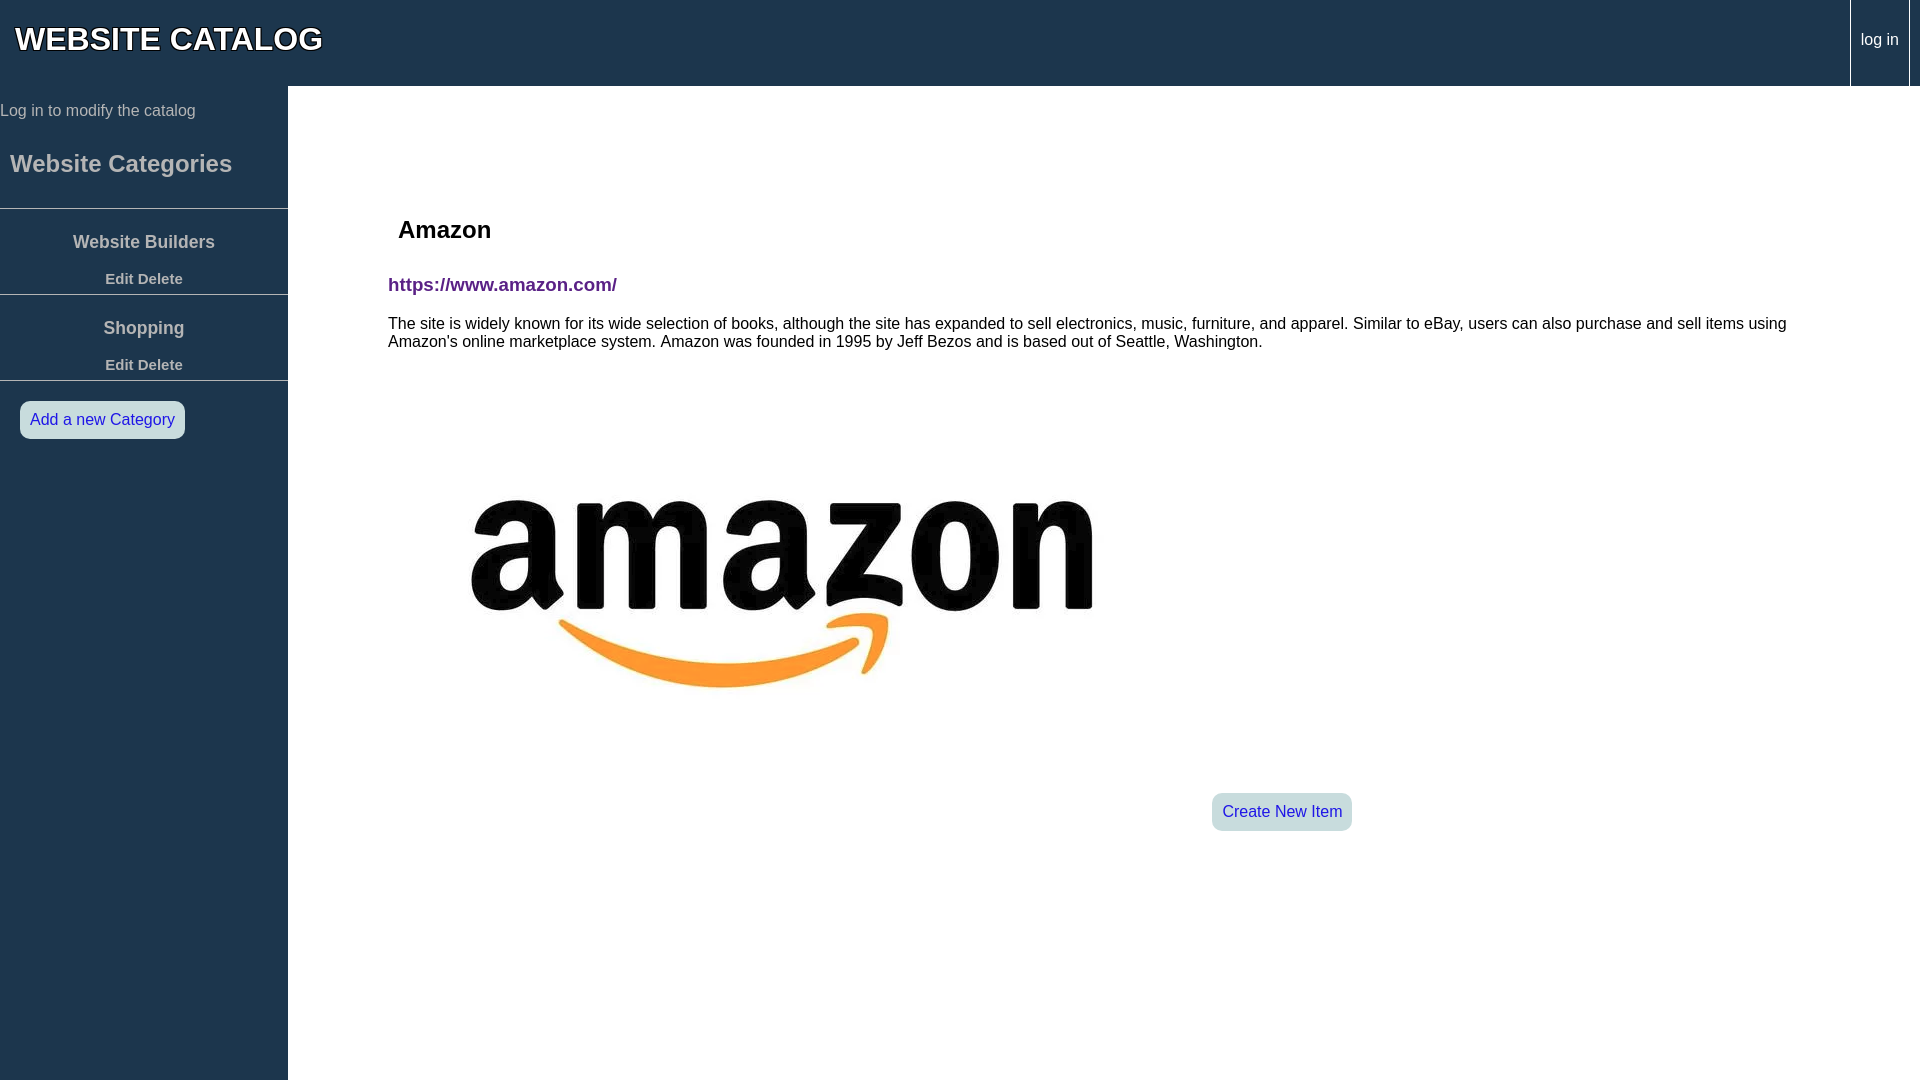 WEBSITE CATALOG
log in
Log in to modify the catalog
Website Categories
Website Builders
Edit Delete
Shopping
Edit Delete
Add a new Category
Amazon
https://www.amazon.com/
The site is widely known for its wide selection of books, although the site has expanded to sell electronics, music, furniture, and apparel. Similar to eBay, users can also purchase and sell items using
Amazon's online marketplace system. Amazon was founded in 1995 by Jeff Bezos and is based out of Seattle, Washington.
amazon
Create New Item